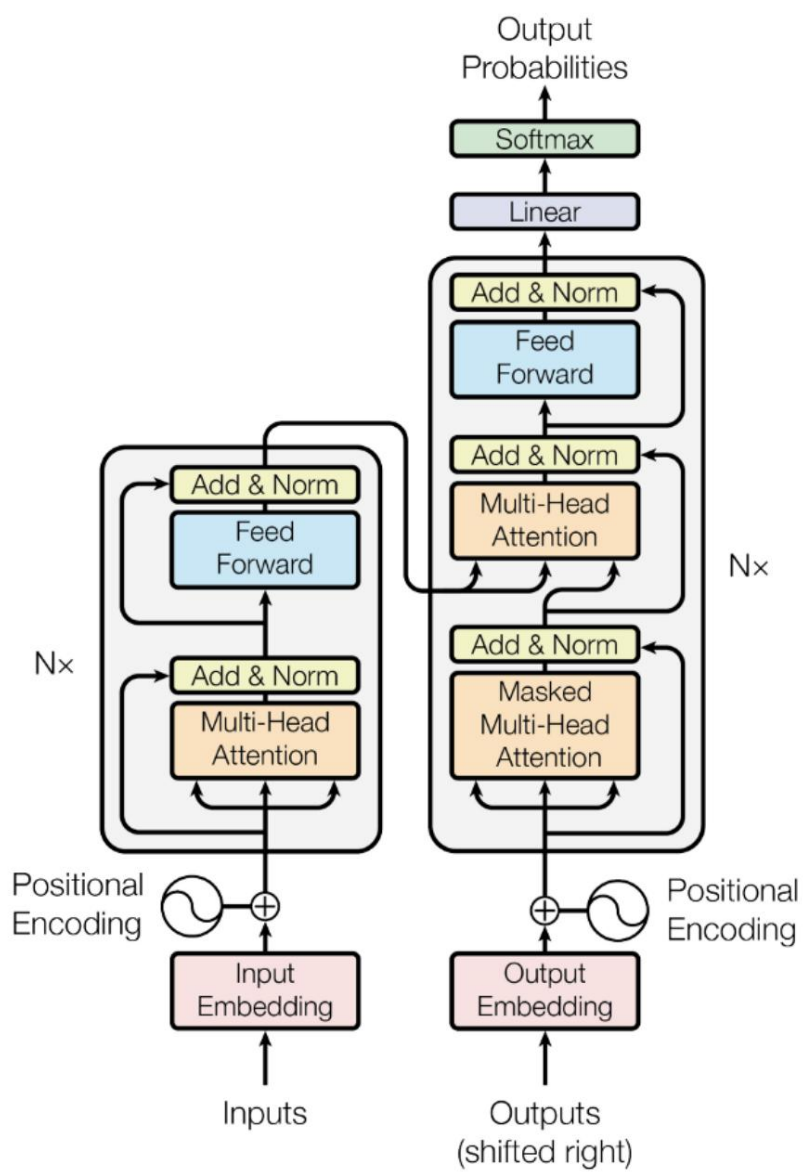 Output
Probabilities
Softmax
Linear
Add & Norm
Feed
Forward
Add & Norm
Multi-Head
Attention
Add & Norm
Masked
Multi-Head
Attention
Nx
Add & Norm
Feed
Forward
Add & Norm
Multi-Head
Attention
Nx
Positional
Encoding
Positional
Encoding
Input
Embedding
Output
Embedding
Inputs
Outputs
(shifted right)